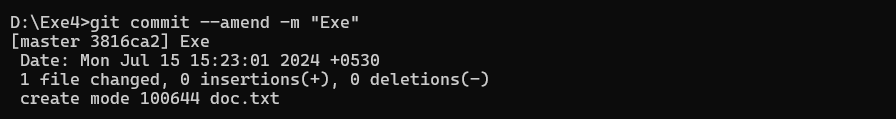 D:\Exe4>git commit --amend -m "Exe"
[master 3816ca2] Exe
 Date: Mon Jul 15 15:23:01 2024 +0530
 1 file changed, 0 insertions(+), 0 deletions(-)
 create mode 100644 doc.txt